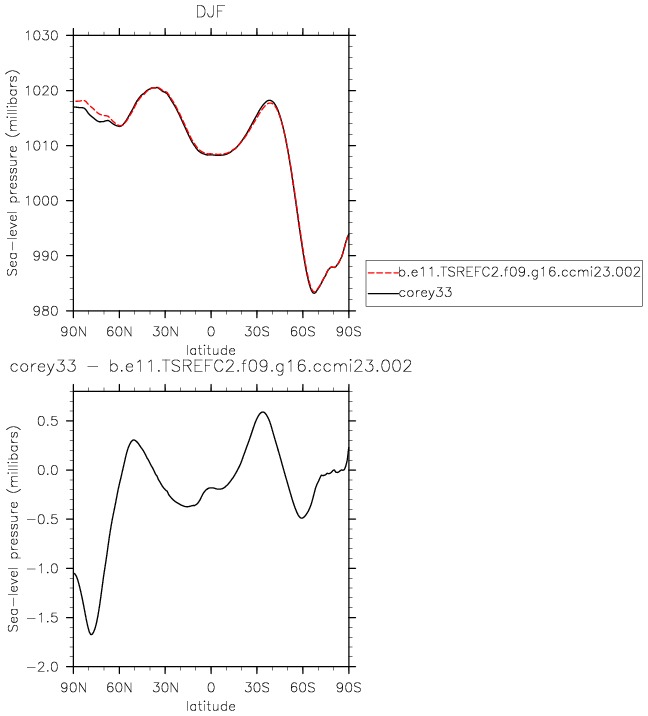 DJF
1030
1020
1010
1000
990
980
Sea-level pressure (millibars)
90N 60N 30N 0 30S 60S 90S
latitude
b.e11.TSREFC2.f09.g16.ccmi23.002
corey33
corey33 - b.e11.TSREFC2.f09.g16.ccmi23.002
0.5
0.0
-0.5
-1.0
-1.5
-2.0
Sea-level pressure (millibars)
90N 60N 30N 0 30S 60S 90S
latitude